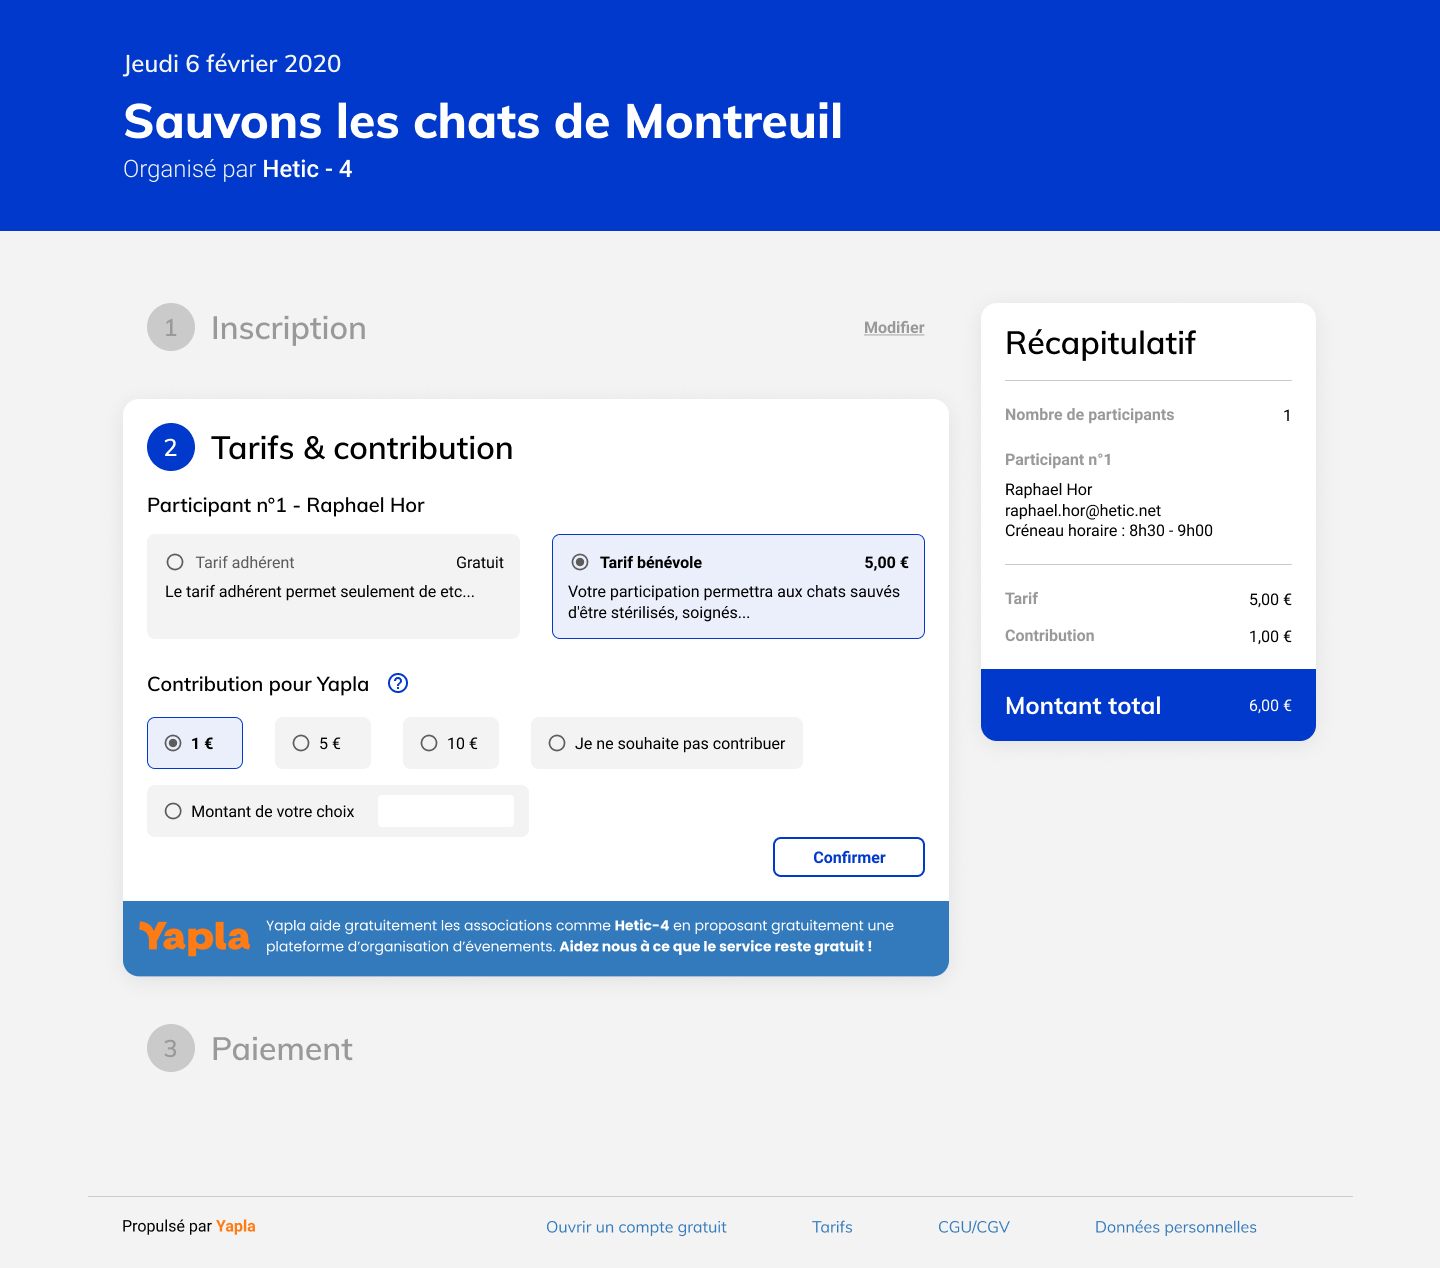 Jeudi 6 février 2020
Sauvons les chats de Montreuil
Organisé par Hetic - 4
1 Inscription
Modifier
2 Tarifs & contribution
Participant n°1 - Raphael Hor
Tarif adhérent Gratuit
Le tarif adhérent permet seulement de etc...
Tarif bénévole 5,00 €
Votre participation permettra aux chats sauvés
d'être stérilisés, soignés...
Contribution pour Yapla ?
1 €
5 €
10 €
Je ne souhaite pas contribuer
Montant de votre choix
Confirmer
Yapla
Yapla aide gratuitement les associations comme Hetic-4 en proposant gratuitement une
plateforme d’organisation d’évenements. Aidez nous à ce que le service reste gratuit !
3 Paiement
Récapitulatif
Nombre de participants 1
Participant n°1
Raphael Hor
raphael.hor@hetic.net
Créneau horaire : 8h30 - 9h00
Tarif 5,00 €
Contribution 1,00 €
Montant total 6,00 €
Propulsé par Yapla
Ouvrir un compte gratuit
Tarifs
CGU/CGV
Données personnelles